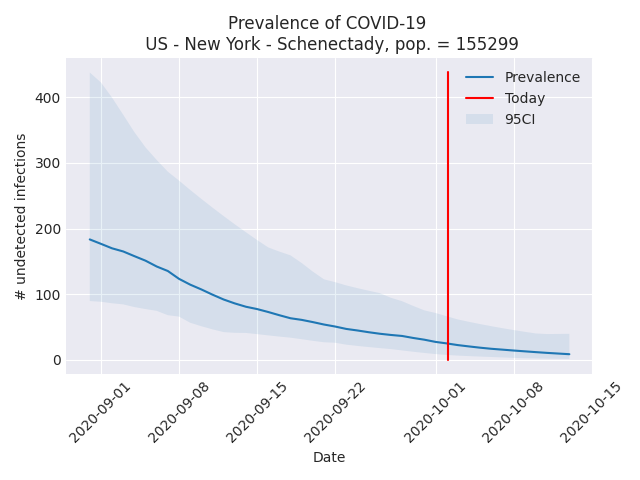 Prevalence of COVID-19
US - New York - Schenectady, pop. = 155299
Prevalence
Today
95CI
# undetected infections
400
300
200
100
0
2020-09-01
2020-09-08
2020-09-15
2020-09-22
2020-10-01
2020-10-08
2020-10-15
Date